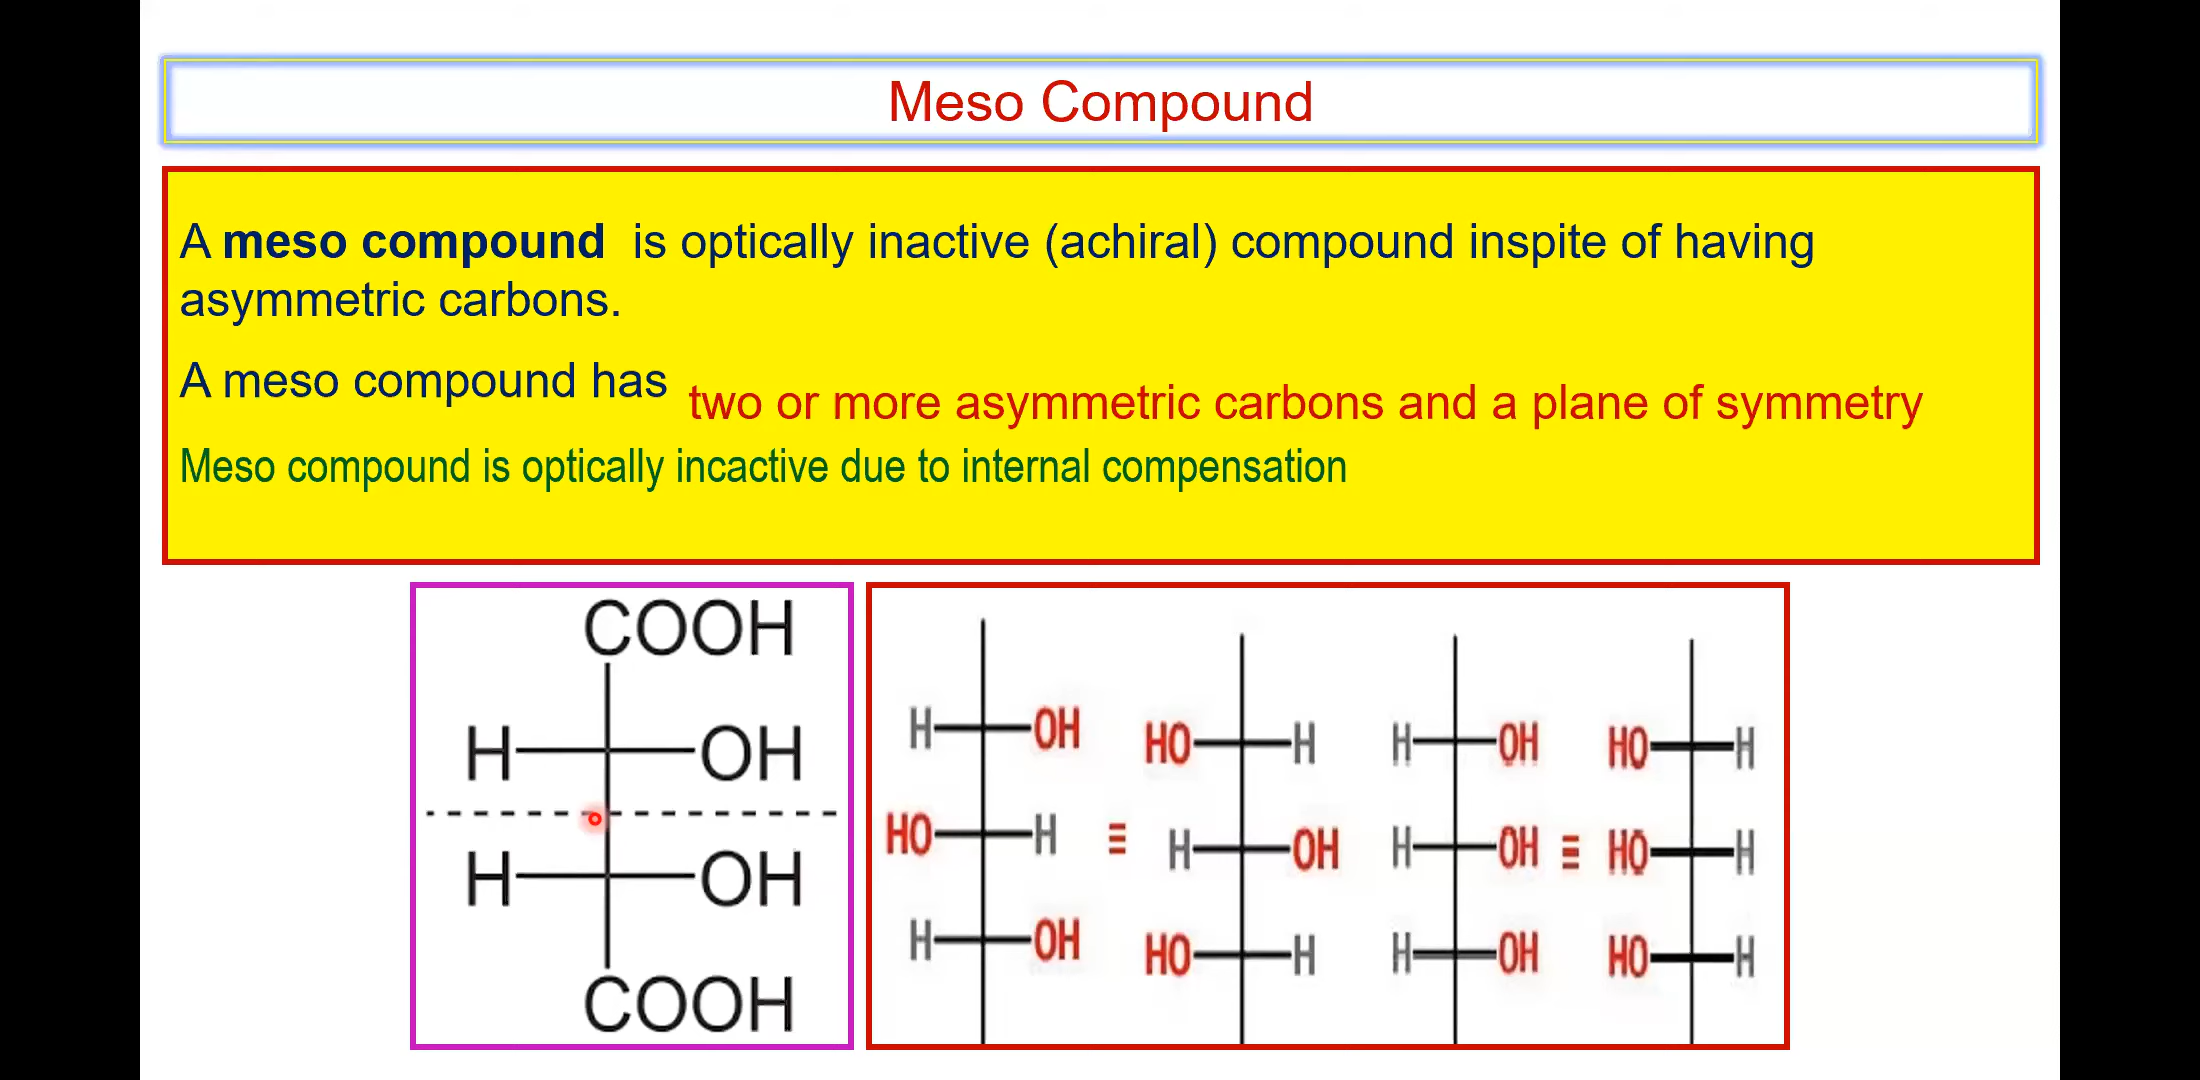 Meso Compound
A meso compound is optically inactive (achiral) compound inspite of having
asymmetric carbons.
A meso compound has two or more asymmetric carbons and a plane of symmetry
Meso compound is optically incactive due to internal compensation
COOH
H OH
H OH
COOH
H OH HO H H OH HO H
HO H ≡ H OH H OH ≡ HO H
H OH HO H H OH HO H